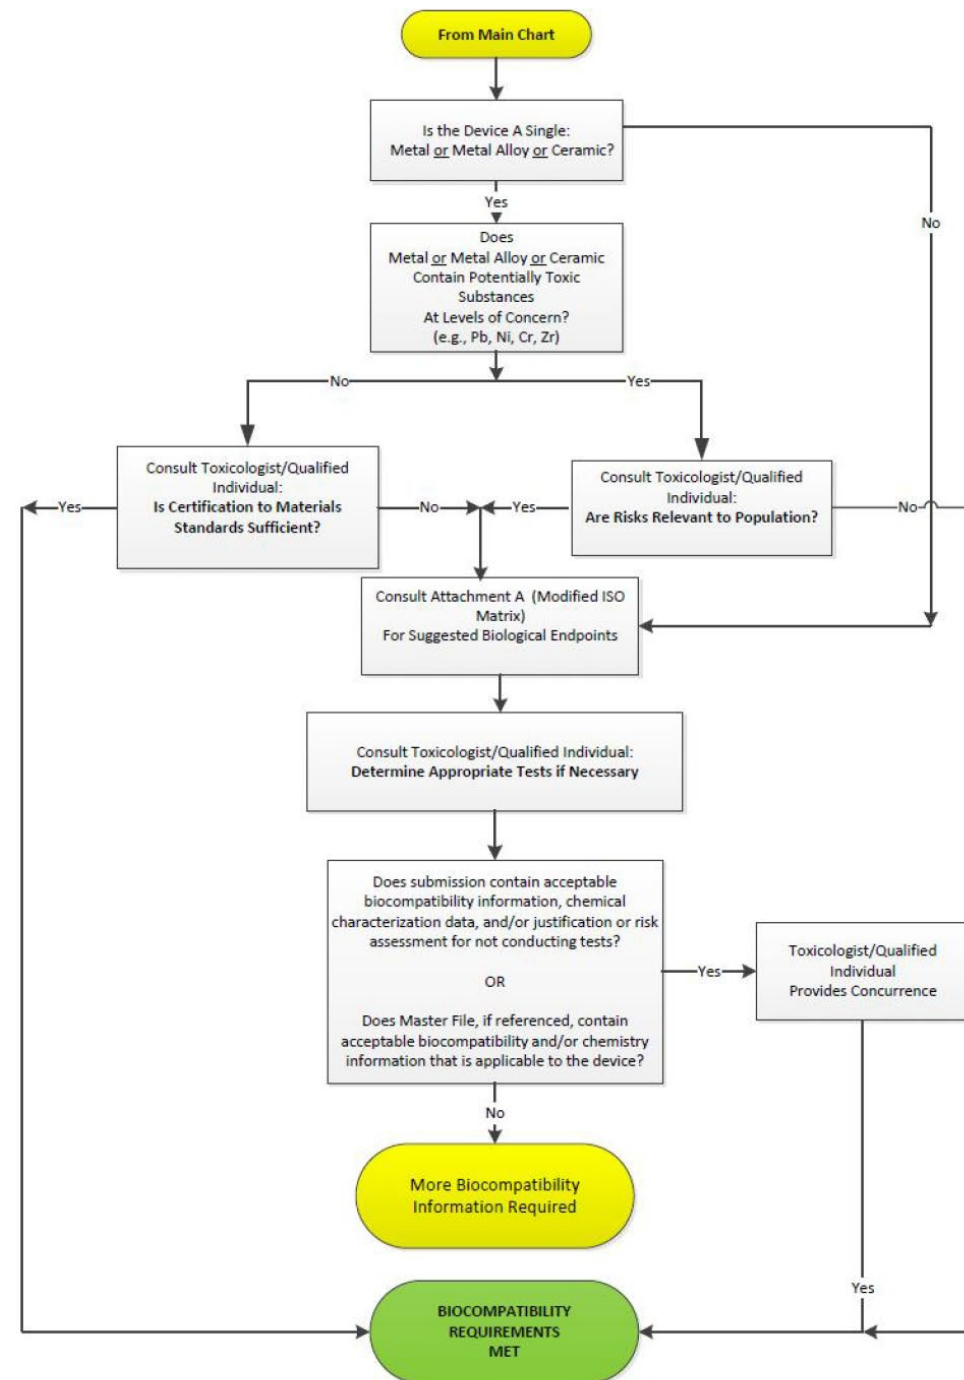 From Main Chart
Is the Device A Single:
Metal or Metal Alloy or Ceramic?
No
Yes
Does
Metal or Metal Alloy or Ceramic
Contain Potentially Toxic
Substances
At Levels of Concern?
(e.g., Pb, Ni, Cr, Zr)
No
Yes
Consult Toxicologist/Qualified
Individual:
Is Certification to Materials
Standards Sufficient?
Yes
No
Consult Toxicologist/Qualified
Individual:
Are Risks Relevant to Population?
Yes
No
Consult Attachment A (Modified ISO
Matrix)
For Suggested Biological Endpoints
Consult Toxicologist/Qualified Individual:
Determine Appropriate Tests if Necessary
Does submission contain acceptable
biocompatibility information, chemical
characterization data, and/or justification or risk
assessment for not conducting tests?
OR
Does Master File, if referenced, contain
acceptable biocompatibility and/or chemistry
information that is applicable to the device?
Yes
Toxicologist/Qualified
Individual
Provides Concurrence
No
More Biocompatibility
Information Required
Yes
BIOCOMPATIBILITY
REQUIREMENTS
MET